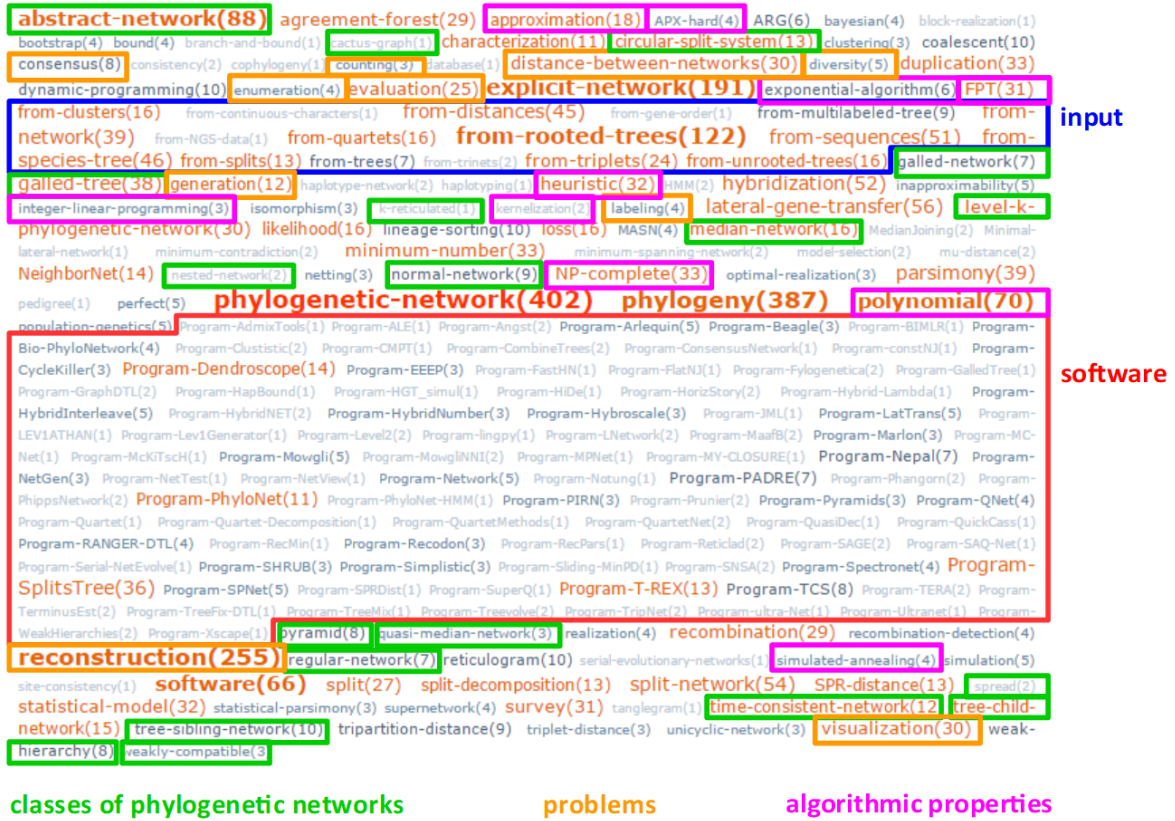 abstract-network(88) agreement-forest(29) approximation(18) APX-hard(4) ARG(6) bayesian(4) block-realization(1)
bootstrap(4) bound(4) branch-and-bound(1) cactus-graph(1) characterization(11) circular-split-system(13) clustering(3) coalescent(10)
consensus(8) consistency(2) cophylogeny(1) counting(3) database(1) distance-between-networks(30) diversity(5) duplication(33)
dynamic-programming(10) enumeration(4) evaluation(25) explicit-network(191) exponential-algorithm(6) FPT(31)
input
from-clusters(16) from-continuous-characters(1) from-distances(45) from-gene-order(1) from-multilabeled-tree(9) from-
network(39) from-NGS-data(1) from-quartets(16) from-rooted-trees(122) from-sequences(51) from-
species-tree(46) from-splits(13) from-trees(7) from-trinets(2) from-triplets(24) from-unrooted-trees(16) galled-network(7)
galled-tree(38) generation(12) haplotype-network(2) haplotyping(1) heuristic(32) HMM(2) hybridization(52) inapproximability(5)
integer-linear-programming(3) isomorphism(3) k-reticulated(1) kernelization(2) labeling(4) lateral-gene-transfer(56) level-k-
phylogenetic-network(30) likelihood(16) lineage-sorting(10) loss(16) MASN(4) median-network(16) MedianJoining(2) Minimal-
lateral-network(1) minimum-contradiction(2) minimum-number(33) minimum-spanning-network(2) model-selection(2) mu-distance(2)
NeighborNet(14) nested-network(2) netting(3) normal-network(9) NP-complete(33) optimal-realization(3) parsimony(39)
pedigree(1) perfect(5) phylogenetic-network(402) phylogeny(387) polynomial(70)
population-genetics(5) Program-AdmixTools(1) Program-ALE(1) Program-Angst(2) Program-Arlequin(5) Program-Beagle(3) Program-BIMLR(1) Program-
Bio-PhyloNetwork(4) Program-Clustistic(2) Program-CMPT(1) Program-CombineTrees(2) Program-ConsensusNetwork(1) Program-constNJ(1) Program-
software
CycleKiller(3) Program-Dendroscope(14) Program-EEEP(3) Program-FastHN(1) Program-FlatNJ(1) Program-Fylogenetica(2) Program-GalledTree(1)
Program-GraphDTL(2) Program-HapBound(1) Program-HGT_simul(1) Program-HiDe(1) Program-HorizStory(2) Program-Hybrid-Lambda(1) Program-
HybridInterleave(5) Program-HybridNET(2) Program-HybridNumber(3) Program-Hybroscale(3) Program-JML(1) Program-LatTrans(5) Program-
LEV1ATHAN(1) Program-Lev1Generator(1) Program-Level2(2) Program-lingpy(1) Program-LNetwork(2) Program-MaafB(2) Program-Marlon(3) Program-MC-
Net(1) Program-McKiTscH(1) Program-Mowgli(5) Program-MowgliNNI(2) Program-MPNet(1) Program-MY-CLOSURE(1) Program-Nepal(7) Program-
NetGen(3) Program-NetTest(1) Program-NetView(1) Program-Network(5) Program-Notung(1) Program-PADRE(7) Program-Phangorn(2) Program-
PhippsNetwork(2) Program-PhyloNet(11) Program-PhyloNet-HMM(1) Program-PIRN(3) Program-Prunier(2) Program-Pyramids(3) Program-QNet(4)
Program-Quartet(1) Program-Quartet-Decomposition(1) Program-QuartetMethods(1) Program-QuartetNet(2) Program-QuasiDec(1) Program-QuickCass(1)
Program-RANGER-DTL(4) Program-RecMin(1) Program-Recodon(3) Program-RecPars(1) Program-Reticlad(2) Program-SAGE(2) Program-SAQ-Net(1)
Program-Serial-NetEvolve(1) Program-SHRUB(3) Program-Simplistic(3) Program-Sliding-MinPD(1) Program-SNSA(2) Program-Spectronet(4) Program-
SplitsTree(36) Program-SPNet(5) Program-SPRDist(1) Program-SuperQ(1) Program-T-REX(13) Program-TCS(8) Program-TERA(2) Program-
TerminusEst(2) Program-TreeFix-DTL(1) Program-TreeMix(1) Program-Treevolve(2) Program-TripNet(2) Program-ultra-Net(1) Program-Ultranet(1) Program-
WeakHierarchies(2) Program-Xscape(1) pyramid(8) quasi-median-network(3) realization(4) recombination(29) recombination-detection(4)
reconstruction(255) regular-network(7) reticulogram(10) serial-evolutionary-networks(1) simulated-annealing(4) simulation(5)
site-consistency(1) software(66) split(27) split-decomposition(13) split-network(54) SPR-distance(13) spread(2)
statistical-model(32) statistical-parsimony(3) supernetwork(4) survey(31) tanglegram(1) time-consistent-network(12 tree-child-
network(15) tree-sibling-network(10) tripartition-distance(9) triplet-distance(3) unicyclic-network(3) visualization(30) weak-
hierarchy(8) weakly-compatible(3
classes of phylogenetic networks problems algorithmic properties